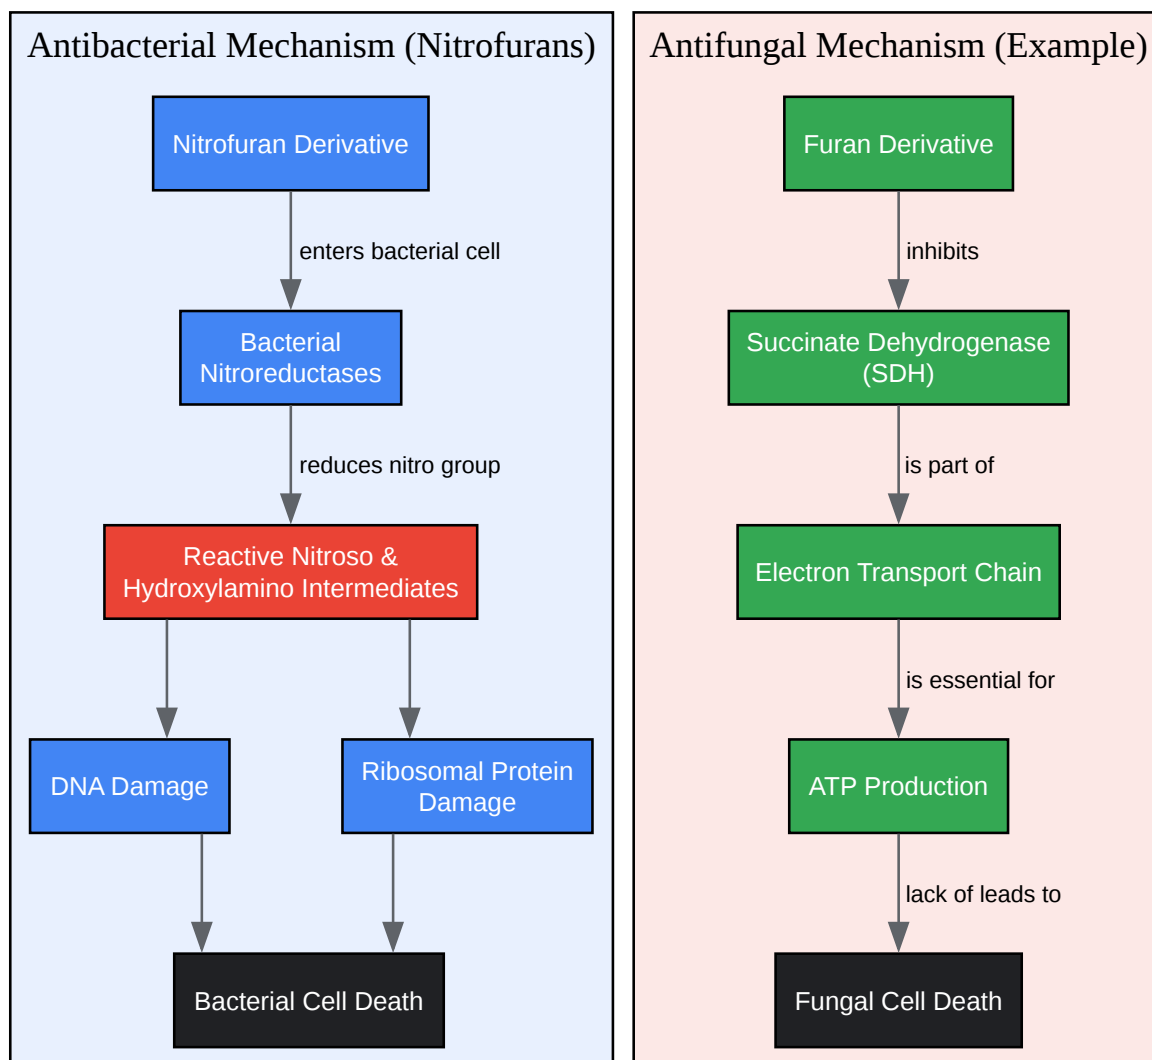 Antibacterial Mechanism (Nitrofurans)
Nitrofuran Derivative
enters bacterial cell
Bacterial
Nitroreductases
reduces nitro group
Reactive Nitroso &
Hydroxylamino Intermediates
DNA Damage
Ribosomal Protein
Damage
Bacterial Cell Death
Antifungal Mechanism (Example)
Furan Derivative
inhibits
Succinate Dehydrogenase
(SDH)
is part of
Electron Transport Chain
is essential for
ATP Production
lack of leads to
Fungal Cell Death